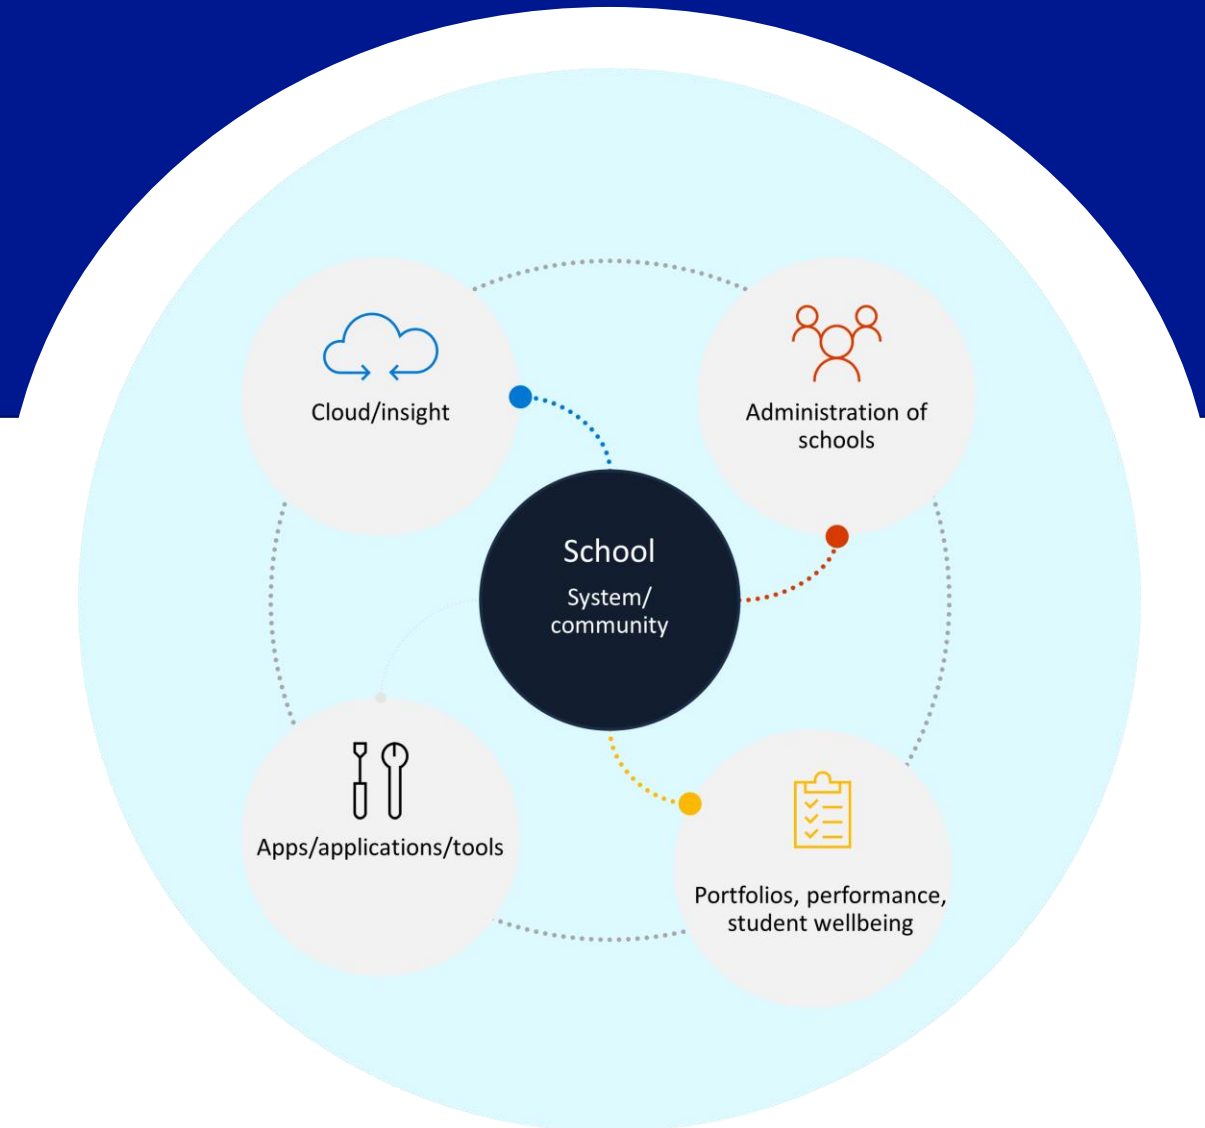 Cloud/insight
Administration of
schools
School
System/
community
Apps/applications/tools
Portfolios, performance,
student wellbeing